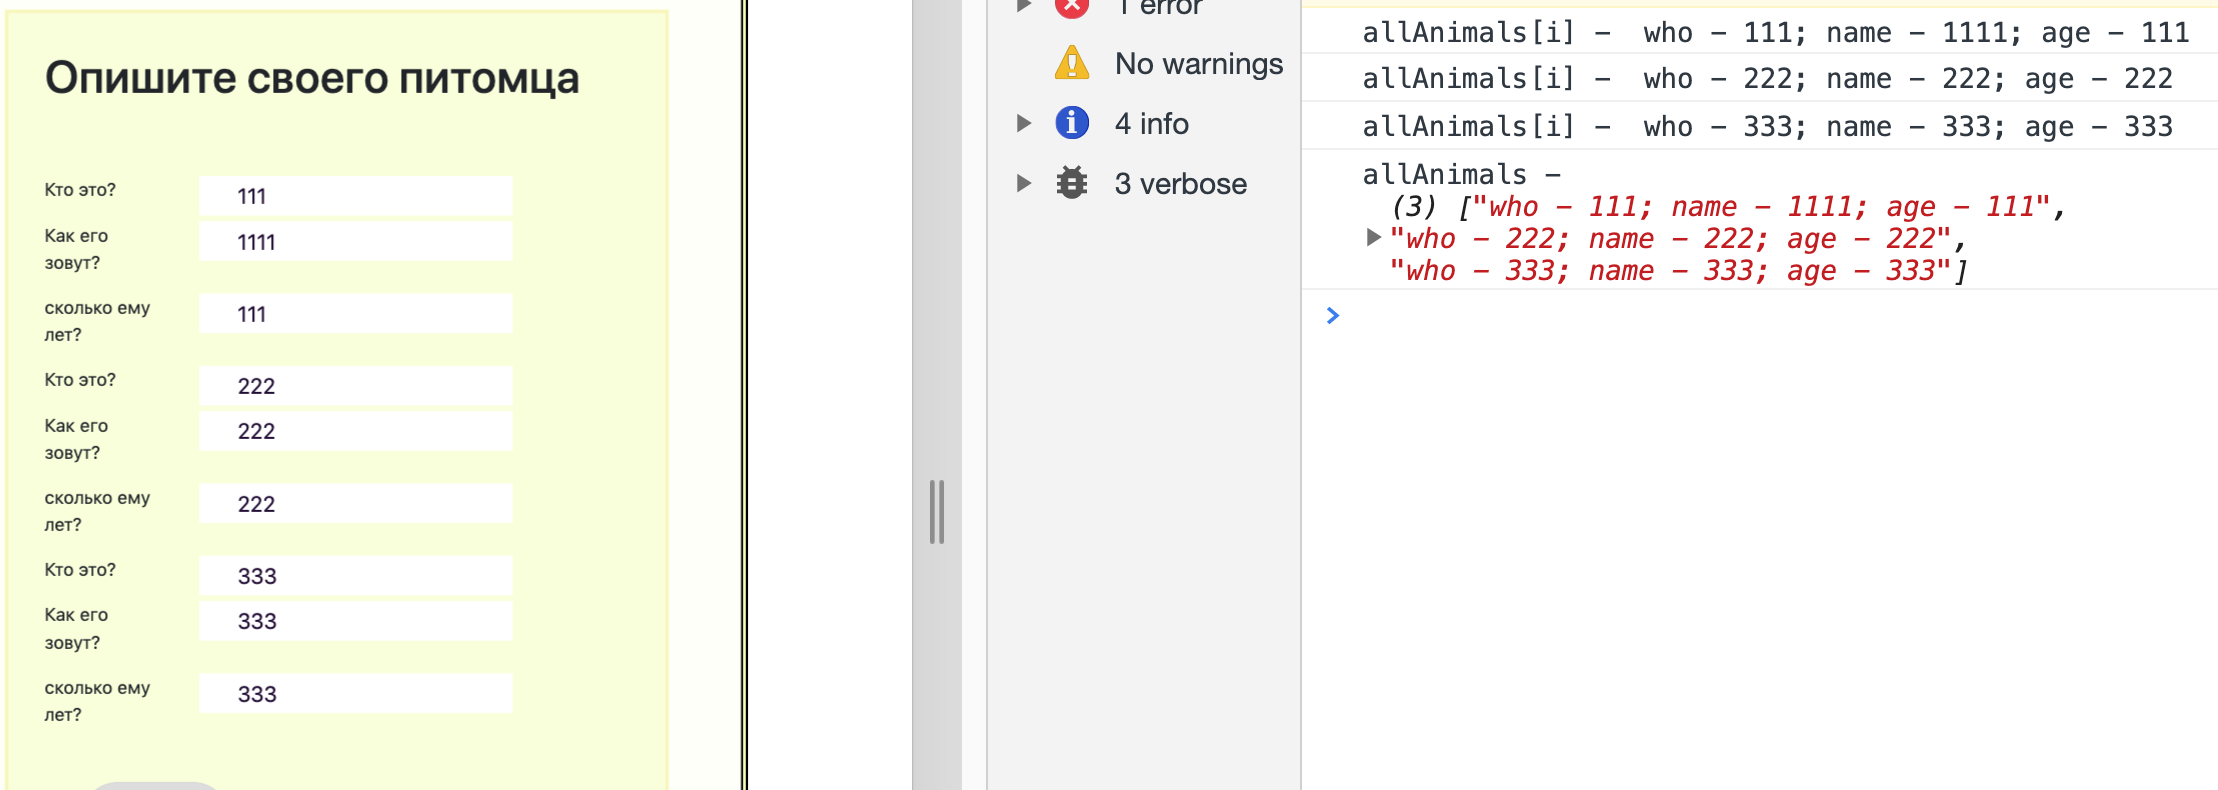 Опишите своего питомца
Кто это?
111
Как его
зовут?
1111
сколько ему
лет?
111
Кто это?
222
Как его
зовут?
222
сколько ему
лет?
222
Кто это?
333
Как его
зовут?
333
сколько ему
лет?
333
1 error
No warnings
4 info
3 verbose
allAnimals[i] -  who - 111; name - 1111; age - 111
allAnimals[i] -  who - 222; name - 222; age - 222
allAnimals[i] -  who - 333; name - 333; age - 333
allAnimals -
(3) ["who - 111; name - 1111; age - 111",
"who - 222; name - 222; age - 222",
"who - 333; name - 333; age - 333"]